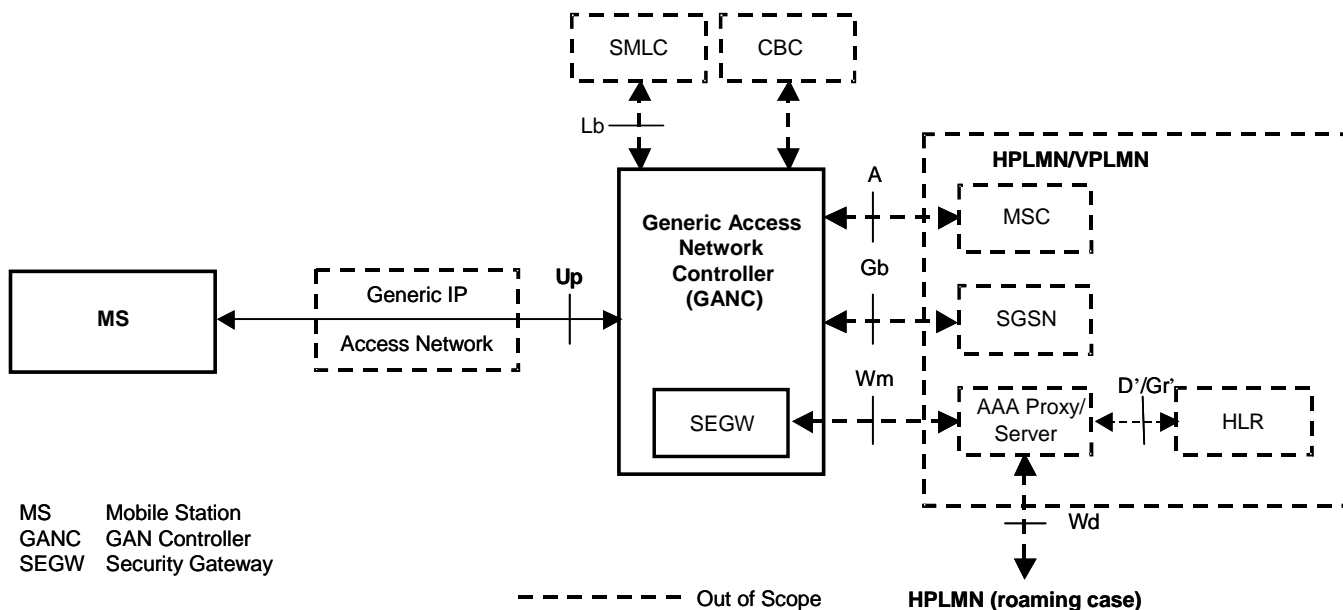 SMLC
CBC
Lb
HPLMN/VPLMN
A
MSC
Generic Access
Network
Controller
(GANC)
Gb
Up
Generic IP
MS
Access Network
SGSN
Wm
D’/Gr’
SEGW
AAA Proxy/
Server
HLR
MS Mobile Station
GANC GAN Controller
SEGW Security Gateway
Wd
Out of Scope
HPLMN (roaming case)